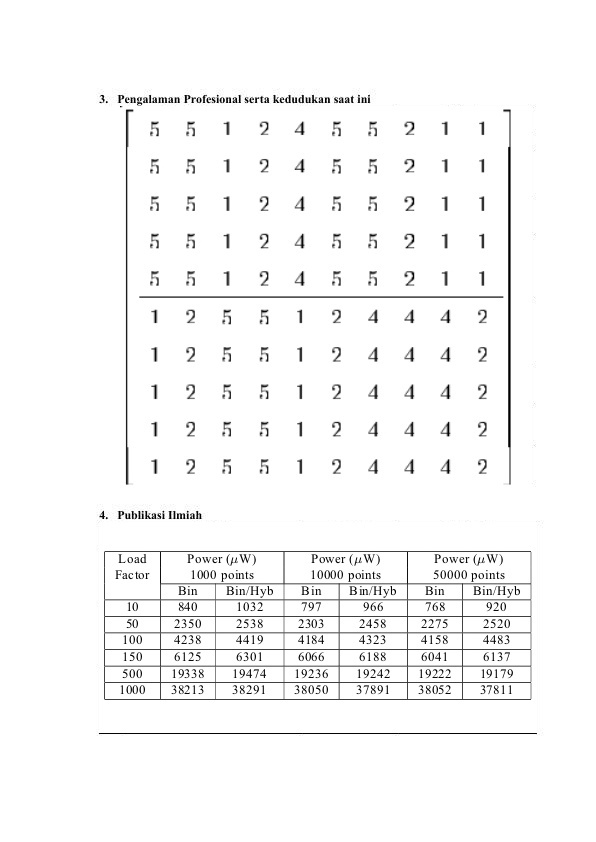 3. Pengalaman Profesional serta kedudukan saat ini
5 5 1 2 4 5 5 2 1 1
5 5 1 2 4 5 5 2 1 1
5 5 1 2 4 5 5 2 1 1
5 5 1 2 4 5 5 2 1 1
5 5 1 2 4 5 5 2 1 1
1 2 5 5 1 2 4 4 4 2
1 2 5 5 1 2 4 4 4 2
1 2 5 5 1 2 4 4 4 2
1 2 5 5 1 2 4 4 4 2
1 2 5 5 1 2 4 4 4 2
4. Publikasi Ilmiah
Load Power (μW) Power (μW) Power (μW)
Factor 1000 points 10000 points 50000 points
Bin Bin/Hyb Bin Bin/Hyb Bin Bin/Hyb
10 840 1032 797 966 768 920
50 2350 2538 2303 2458 2275 2520
100 4238 4419 4184 4323 4158 4483
150 6125 6301 6066 6188 6041 6137
500 19338 19474 19236 19242 19222 19179
1000 38213 38291 38050 37891 38052 37811